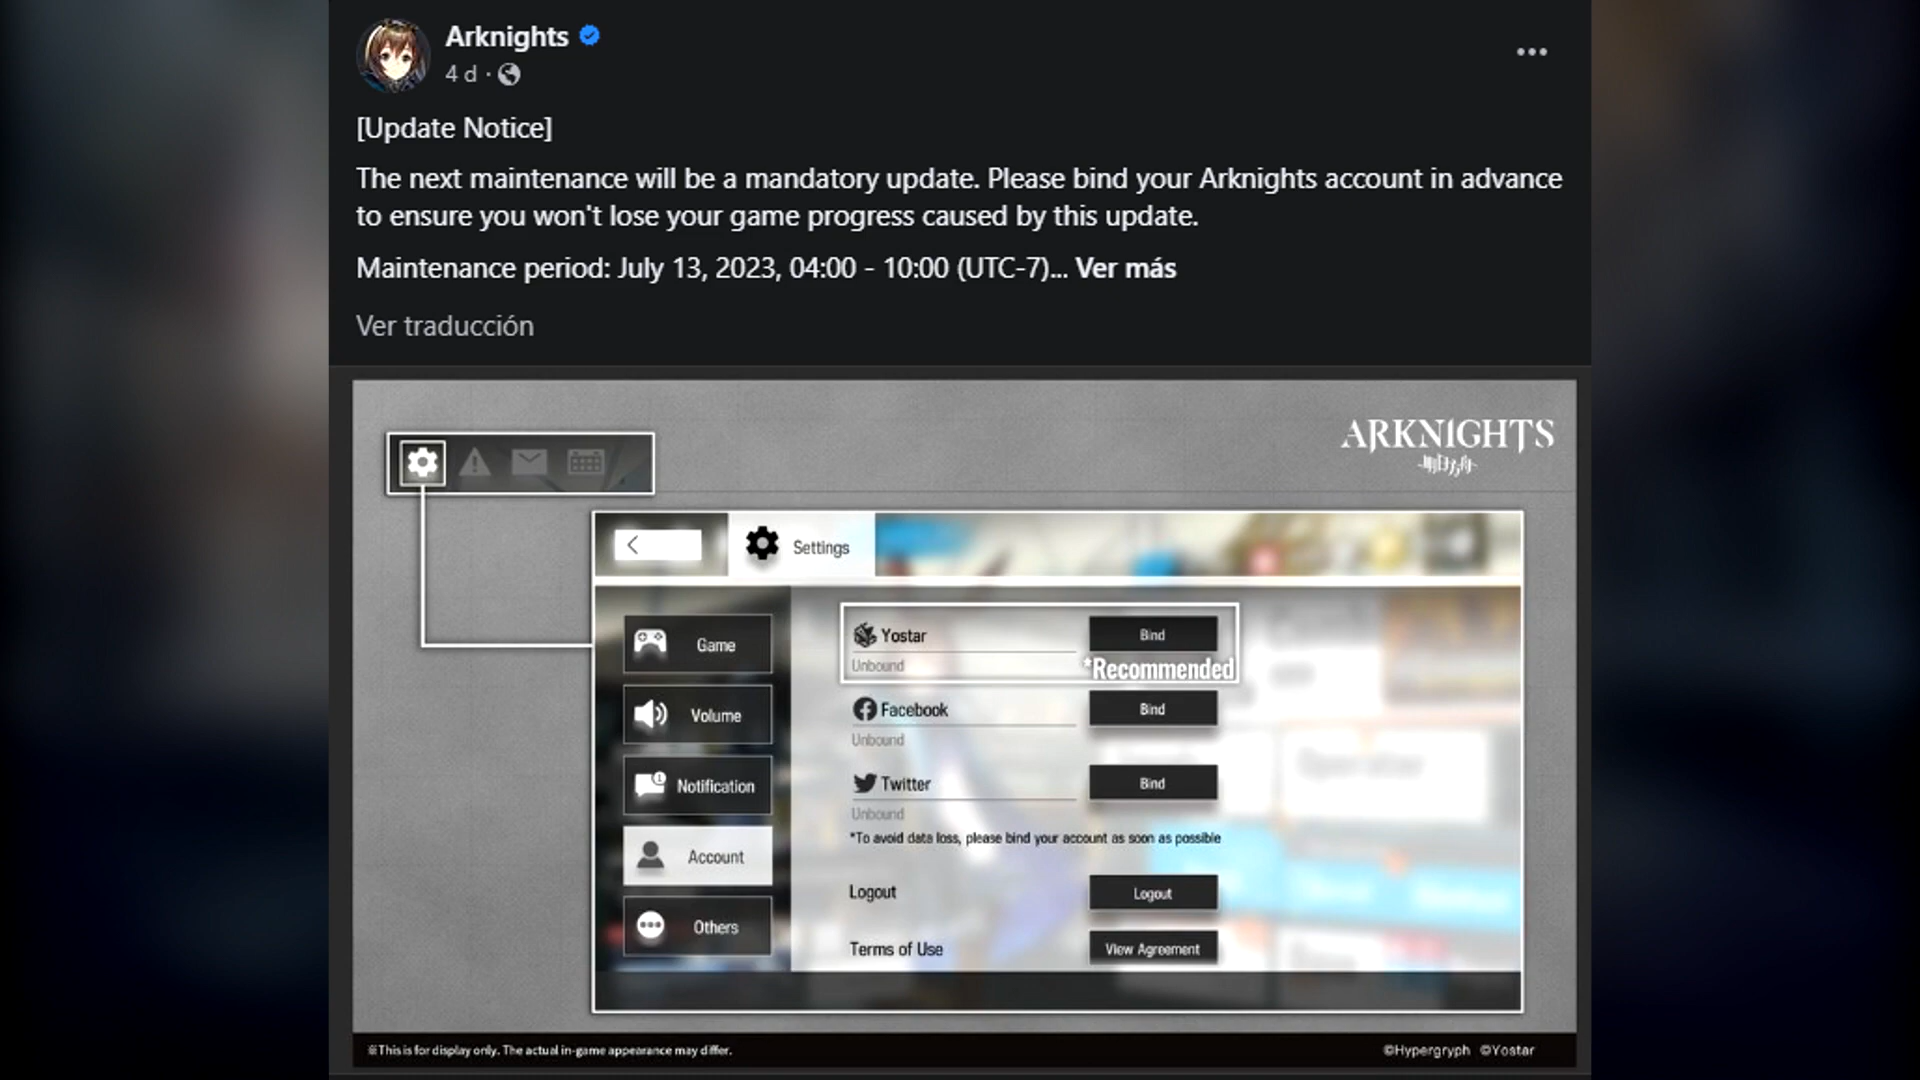 Arknights
4 d ·
[Update Notice]
The next maintenance will be a mandatory update. Please bind your Arknights account in advance
to ensure you won't lose your game progress caused by this update.
Maintenance period: July 13, 2023, 04:00 - 10:00 (UTC-7)... Ver más
Ver traducción
ARKNIGHTS
明日方舟
Settings
Game
Volume
Notification
Account
Others
Yostar
Bind
Unbound
*Recommended
Facebook
Bind
Unbound
Twitter
Bind
Unbound
*To avoid data loss, please bind your account as soon as possible
Logout
Logout
Terms of Use
View Agreement
※This is for display only. The actual in-game appearance may differ.
©Hypergryph ©Yostar